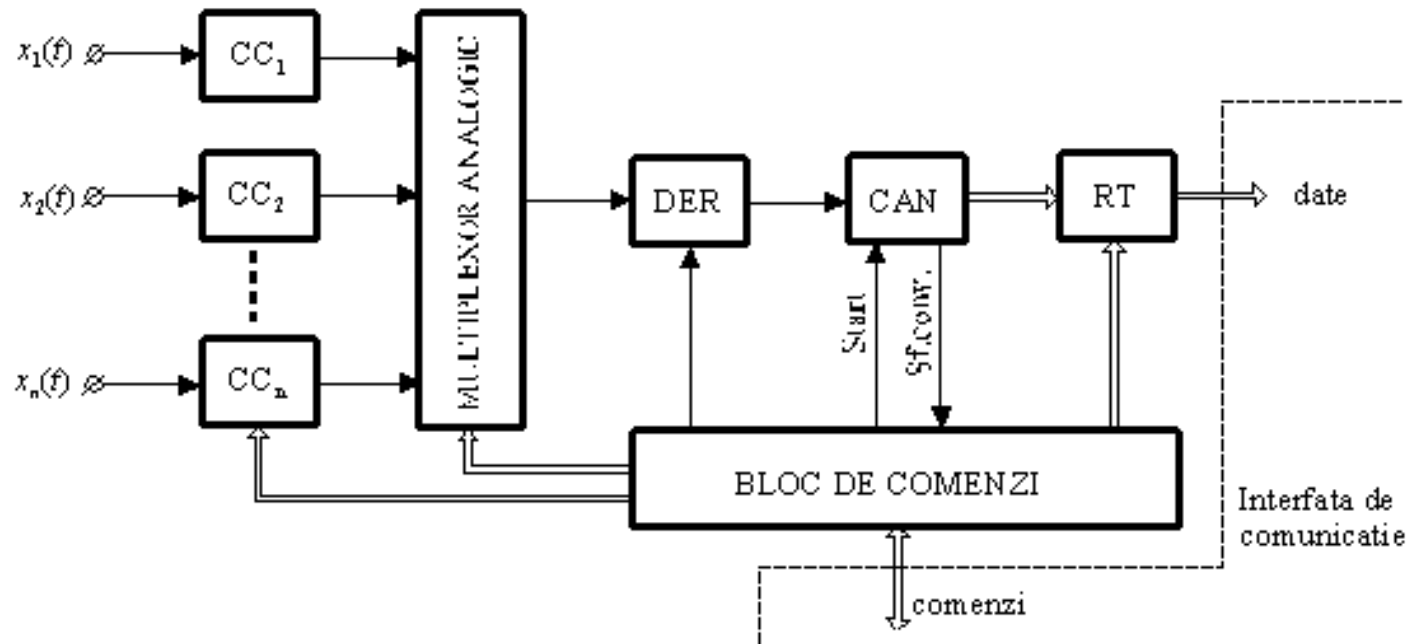 x₁(t)
CC₁
x₂(t)
CC₂
xₙ(t)
CCₙ
MULTIPLEXOR ANALOGIC
DER
CAN
RT
date
Start
Sf.conv.
BLOC DE COMENZI
Interfata de
comunicatie
comenzi